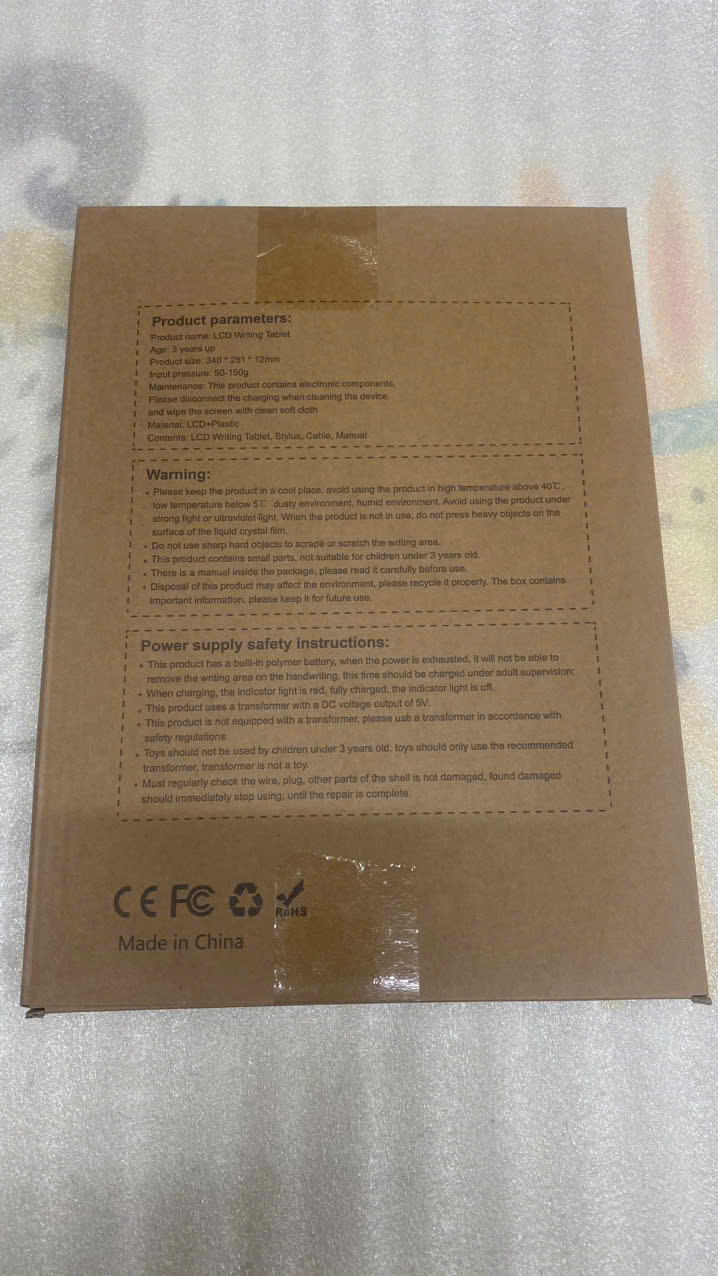 Product parameters:
Product name: LCD Writing Tablet
Age: 3 years up
Product size: 340 * 251 * 12mm
Input pressure: 50-150g
Maintenance: This product contains electronic components,
Please disconnect the charging when cleaning the device.
and wipe the screen with clean soft cloth
Material: LCD+Plastic
Contents: LCD Writing Tablet, Stylus, Cable, Manual
Warning:
• Please keep the product in a cool place, avoid using the product in high temperature above 40℃,
low temperature below 5℃ dusty environment, humid environment. Avoid using the product under
strong light or ultraviolet light. When the product is not in use, do not press heavy objects on the
surface of the liquid crystal film.
• Do not use sharp hard objects to scrape or scratch the writing area.
• This product contains small parts, not suitable for children under 3 years old.
• There is a manual inside the package, please read it carefully before use.
• Disposal of this product may affect the environment, please recycle it properly. The box contains
important information, please keep it for future use.
Power supply safety instructions:
• This product has a built-in polymer battery, when the power is exhausted, it will not be able to
remove the writing area on the handwriting, this time should be charged under adult supervision;
• When charging, the indicator light is red, fully charged, the indicator light is off.
• This product uses a transformer with a DC voltage output of 5V.
• This product is not equipped with a transformer, please use a transformer in accordance with
safety regulations
• Toys should not be used by children under 3 years old: toys should only use the recommended
transformer, transformer is not a toy.
• Must regularly check the wire, plug, other parts of the shell is not damaged, found damaged
should immediately stop using, until the repair is complete.
CE FC RoHS
Made in China